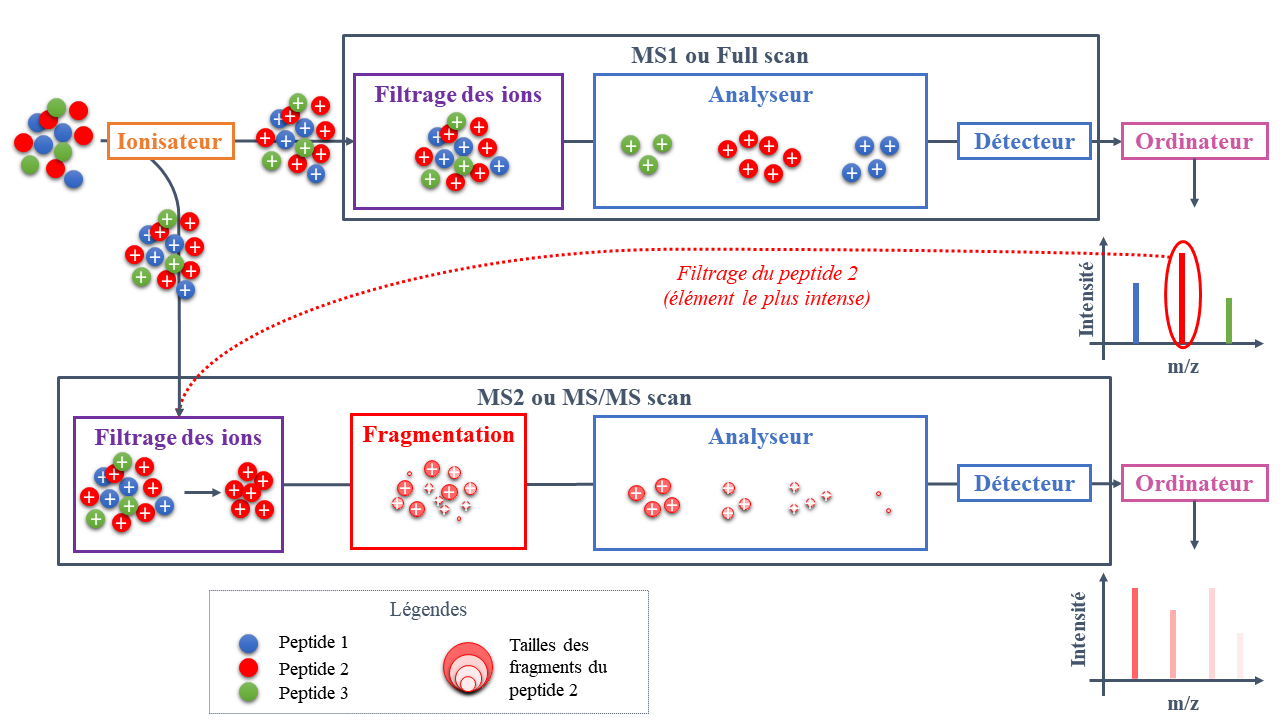 MS1 ou Full scan
Ionisateur
Filtrage des ions
Analyseur
Détecteur
Ordinateur
Filtrage du peptide 2
(élément le plus intense)
Intensité
m/z
MS2 ou MS/MS scan
Filtrage des ions
Fragmentation
Analyseur
Détecteur
Ordinateur
Intensité
m/z
Légendes
Peptide 1
Peptide 2
Peptide 3
Tailles des
fragments du
peptide 2